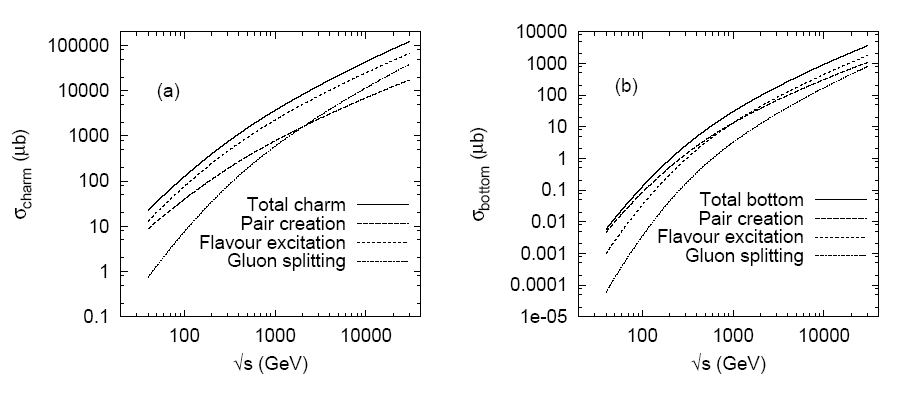 100000
10000
1000
100
10
1
0.1
σcharm (μb)
(a)
Total charm
Pair creation
Flavour excitation
Gluon splitting
100
1000
10000
√s (GeV)
10000
1000
100
10
1
0.1
0.01
0.001
0.0001
1e-05
σbottom (μb)
(b)
Total bottom
Pair creation
Flavour excitation
Gluon splitting
100
1000
10000
√s (GeV)